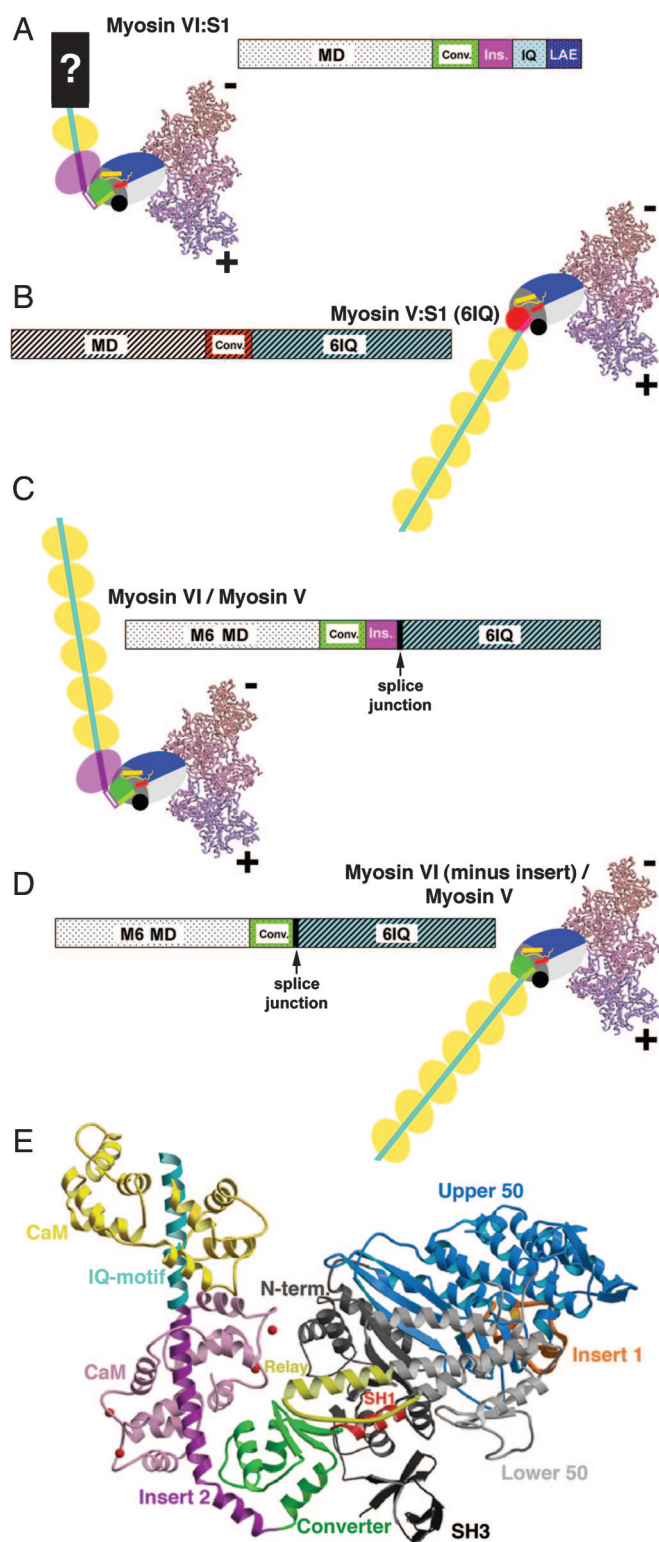 A
Myosin VI:S1
MD
Conv.
Ins.
IQ
LAE
?
-
+
B
Myosin V:S1 (6IQ)
MD
Conv.
6IQ
-
+
C
Myosin VI / Myosin V
M6 MD
Conv.
Ins.
6IQ
splice
junction
-
+
D
Myosin VI (minus insert) /
Myosin V
M6 MD
Conv.
6IQ
splice
junction
-
+
E
Upper 50
CaM
IQ-motif
N-term.
Insert 1
CaM
Relay
SH1
Lower 50
Insert 2
Converter
SH3